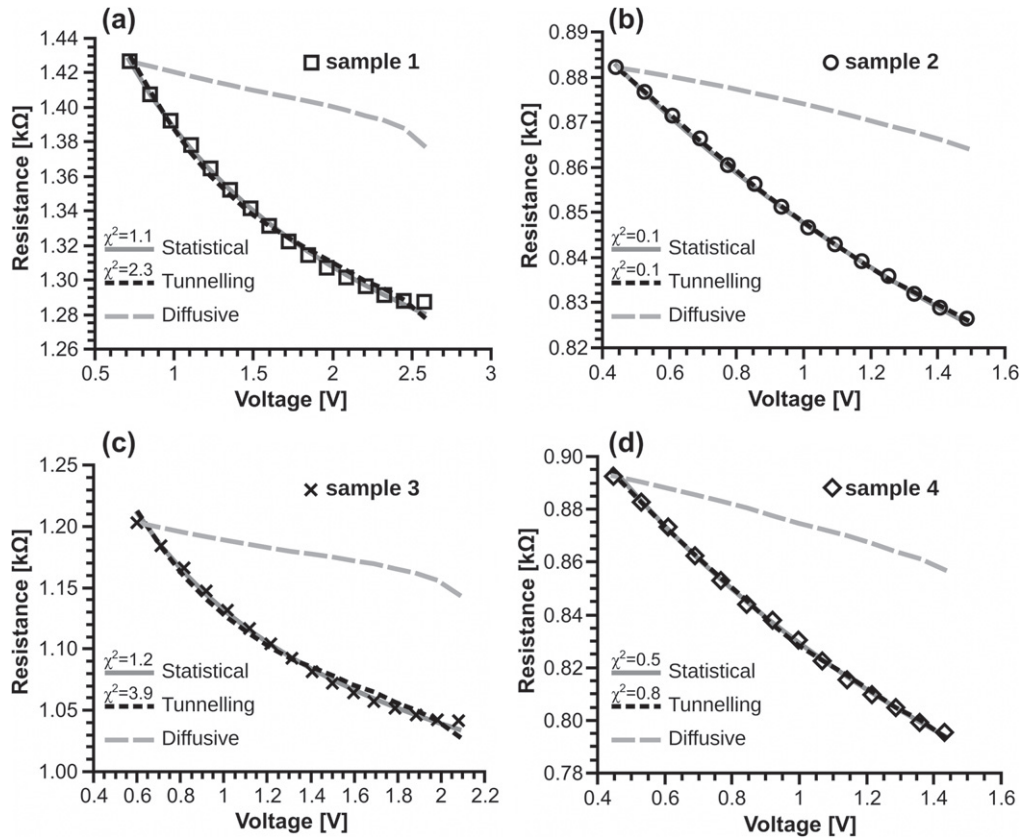 (a)
sample 1
Resistance [kΩ]
1.44
1.42
1.40
1.38
1.36
1.34
1.32
1.30
1.28
1.26
χ²=1.1 Statistical
χ²=2.3 Tunnelling
Diffusive
0.5 1 1.5 2 2.5 3
Voltage [V]
(b)
sample 2
Resistance [kΩ]
0.89
0.88
0.87
0.86
0.85
0.84
0.83
0.82
χ²=0.1 Statistical
χ²=0.1 Tunnelling
Diffusive
0.4 0.6 0.8 1 1.2 1.4 1.6
Voltage [V]
(c)
sample 3
Resistance [kΩ]
1.25
1.20
1.15
1.10
1.05
1.00
χ²=1.2 Statistical
χ²=3.9 Tunnelling
Diffusive
0.4 0.6 0.8 1 1.2 1.4 1.6 1.8 2 2.2
Voltage [V]
(d)
sample 4
Resistance [kΩ]
0.90
0.88
0.86
0.84
0.82
0.80
0.78
χ²=0.5 Statistical
χ²=0.8 Tunnelling
Diffusive
0.4 0.6 0.8 1 1.2 1.4 1.6
Voltage [V]